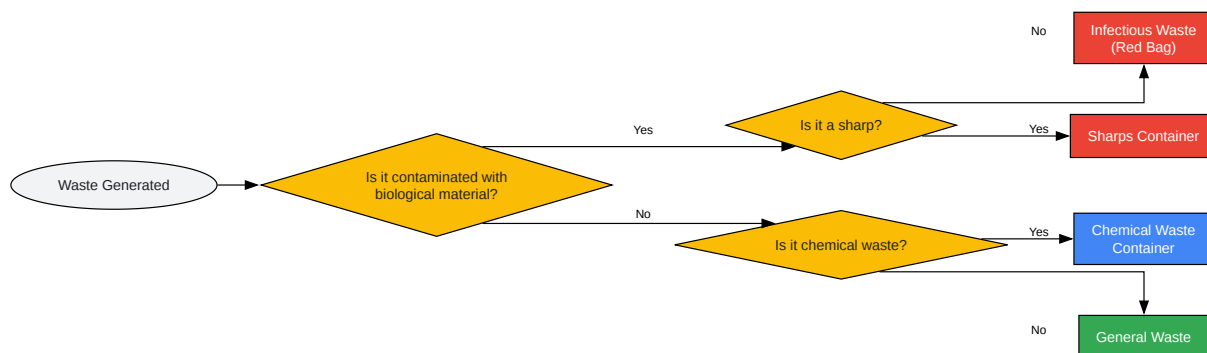 Waste Generated
Is it contaminated with
biological material?
Yes
No
Is it a sharp?
No
Yes
Infectious Waste
(Red Bag)
Sharps Container
Is it chemical waste?
Yes
No
Chemical Waste
Container
General Waste